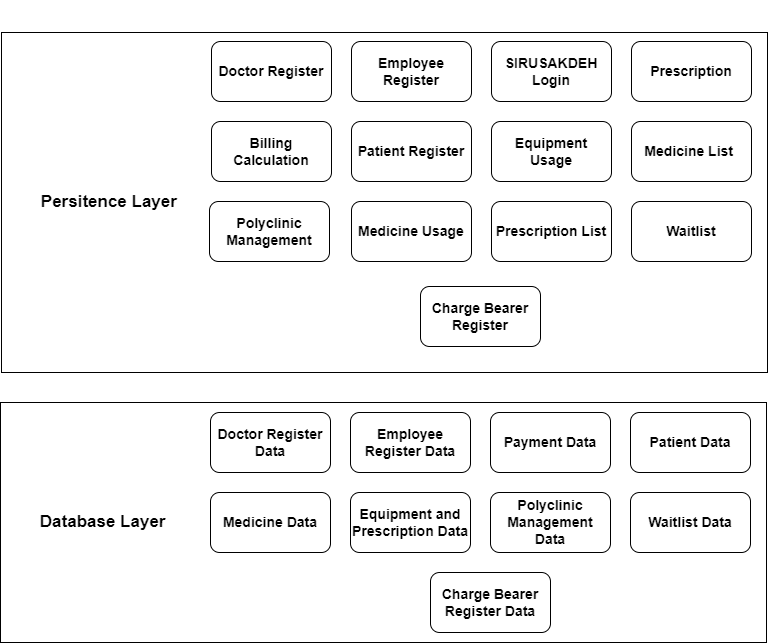 Doctor Register
Employee
Register
SIRUSAKDEH
Login
Prescription
Billing
Calculation
Patient Register
Equipment
Usage
Medicine List
Persitence Layer
Polyclinic
Management
Medicine Usage
Prescription List
Waitlist
Charge Bearer
Register
Doctor Register
Data
Employee
Register Data
Payment Data
Patient Data
Database Layer
Medicine Data
Equipment and
Prescription Data
Polyclinic
Management
Data
Waitlist Data
Charge Bearer
Register Data